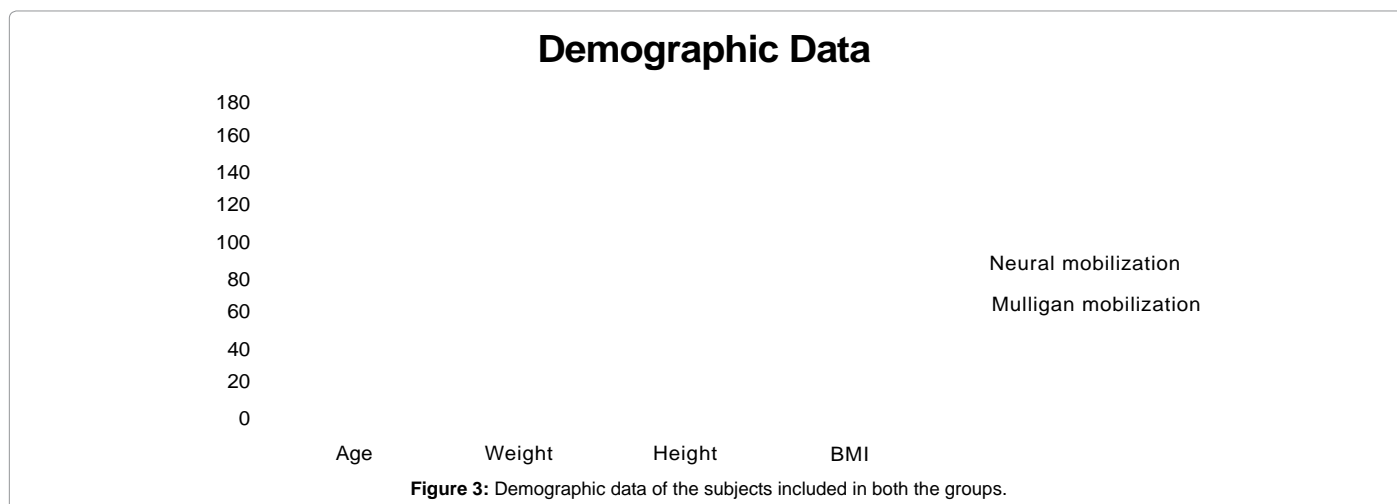 Demographic Data
180
160
140
120
100
80
60
40
20
0
Neural mobilization
Mulligan mobilization
Age Weight Height BMI
Figure 3: Demographic data of the subjects included in both the groups.